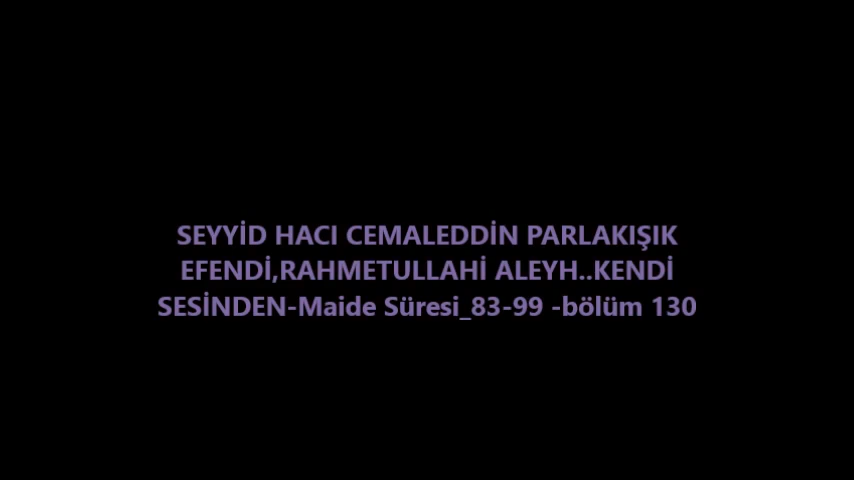 SEYYİD HACI CEMALEDDİN PARLAKIŞIK
EFENDİ,RAHMETULLAHİ ALEYH..KENDİ
SESİNDEN-Maide Süresi_83-99 -bölüm 130